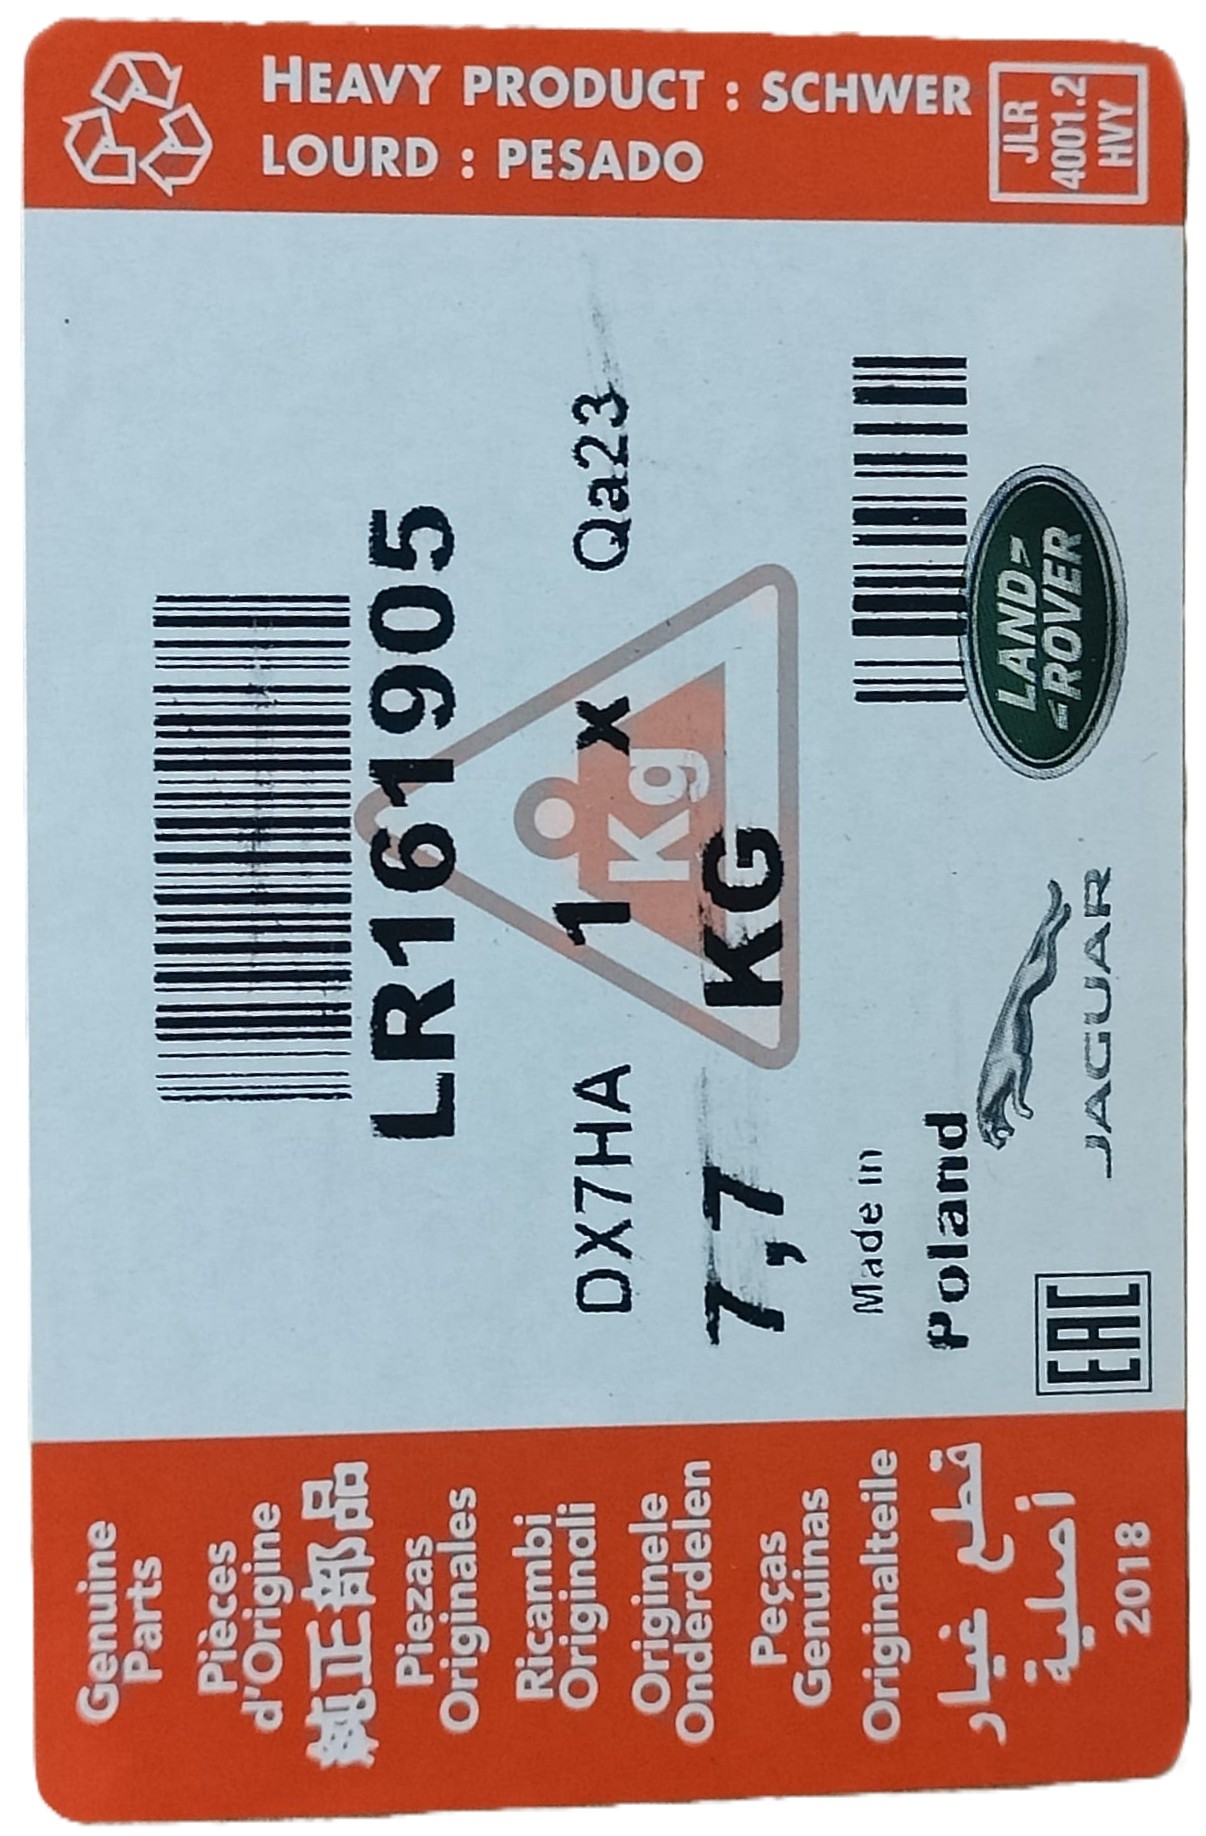 HEAVY PRODUCT : SCHWER
LOURD : PESADO
JLR
4001.2
HVY
LR161905
DX7HA 1 x Qa23
Kg
7,7 KG
Made in
Poland
LAND
ROVER
JAGUAR
EAC
Genuine
Parts
Pièces
d'Origine
純正部品
Piezas
Originales
Ricambi
Originali
Originele
Onderdelen
Peças
Genuinas
Originalteile
قطع غيار
أصلية
2018